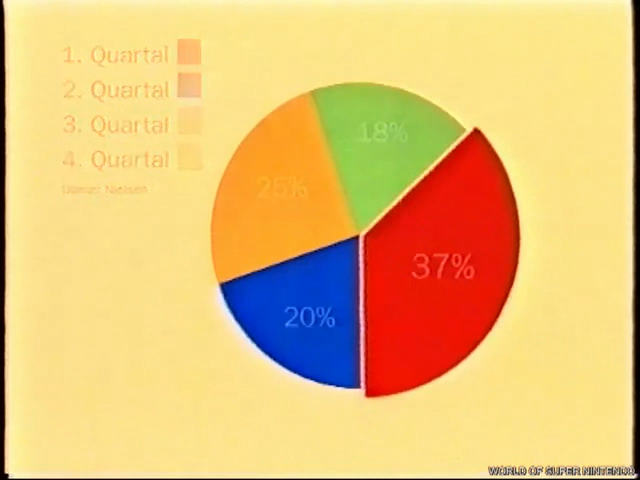 1. Quartal
2. Quartal
3. Quartal
4. Quartal
18%
25%
37%
20%
WORLD OF SUPER NINTENDO